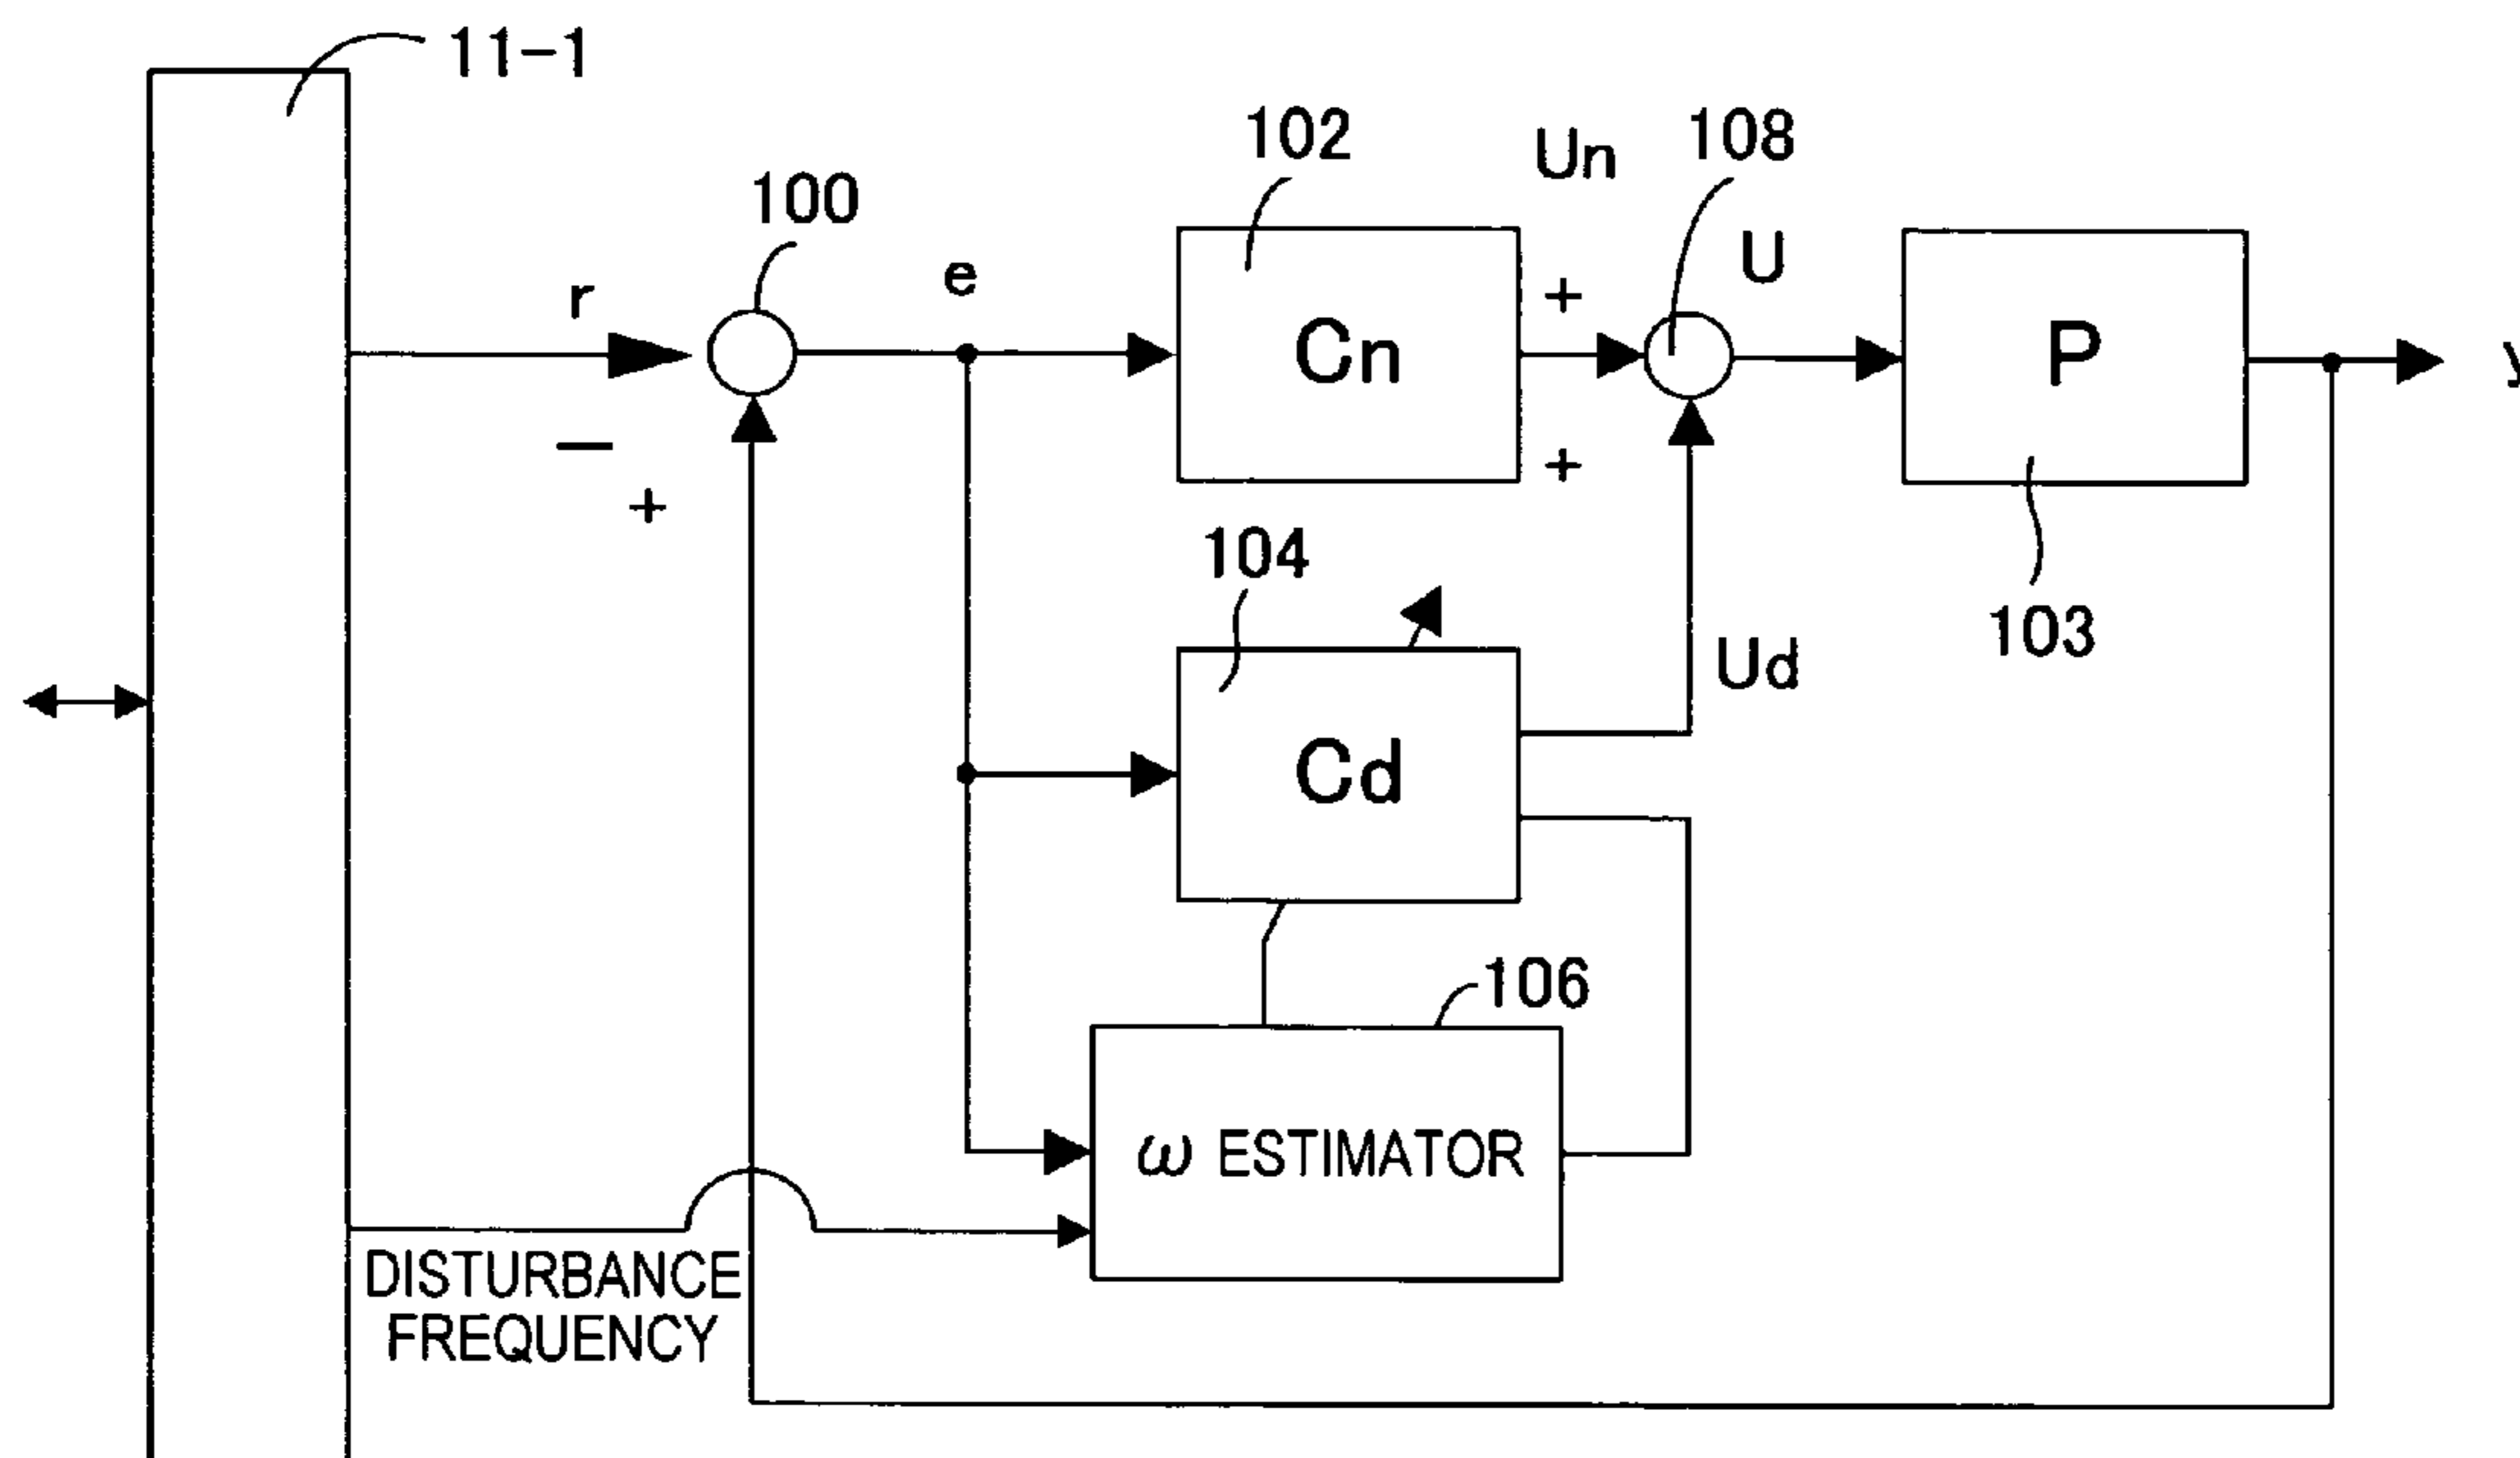 11-1
102
Un
108
100
U
r
e
+
Cn
P
−
+
+
104
103
Ud
Cd
106
ω ESTIMATOR
DISTURBANCE
FREQUENCY
y